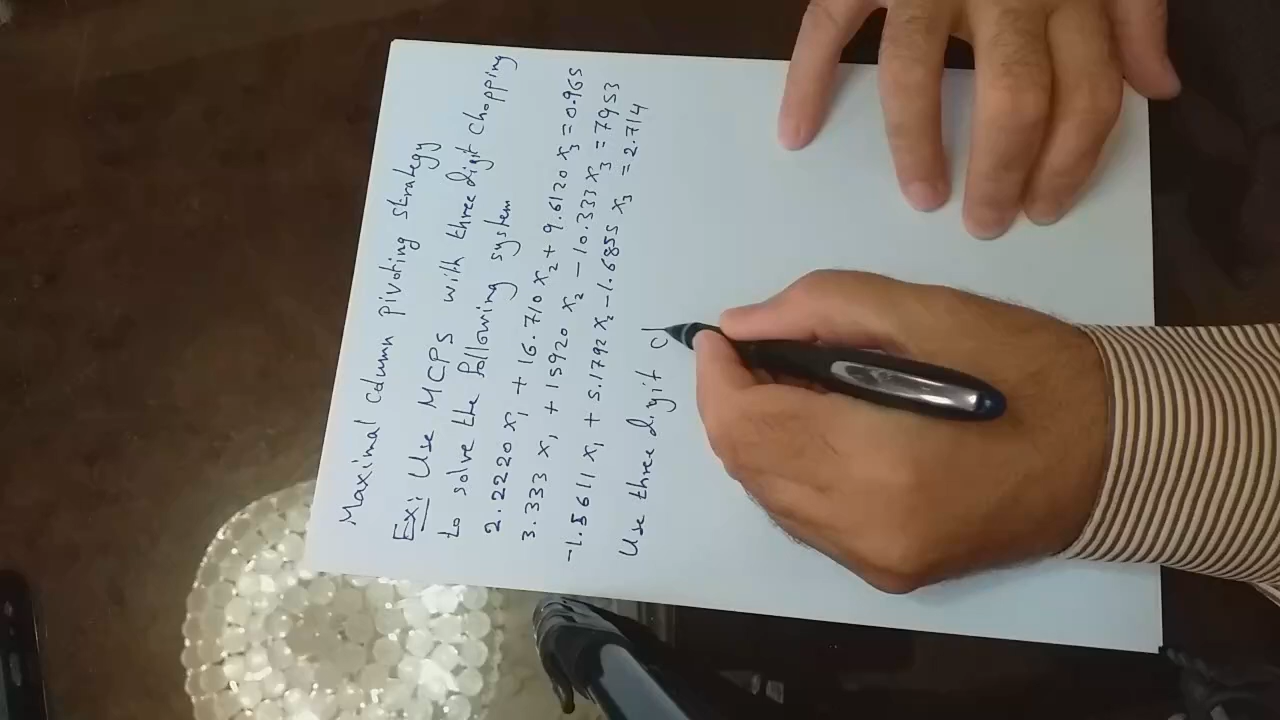 Maximal column pivoting strategy
Ex: Use MCPS with three digit chopping
to solve the following system
2.2220 x₁ + 16.710 x₂ + 9.6120 x₃ = 0.965
3.333 x₁ + 15920 x₂ - 10.333 x₃ = 7953
-1.5611 x₁ + 5.1792 x₂ - 1.6855 x₃ = 2.714
Use three digit c